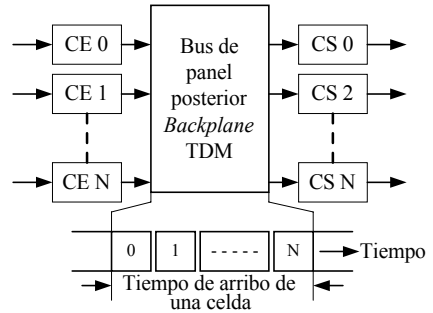 CE 0
CE 1
CE N
Bus de
panel
posterior
Backplane
TDM
CS 0
CS 2
CS N
0
1
- - - - -
N
Tiempo
Tiempo de arribo de
una celda